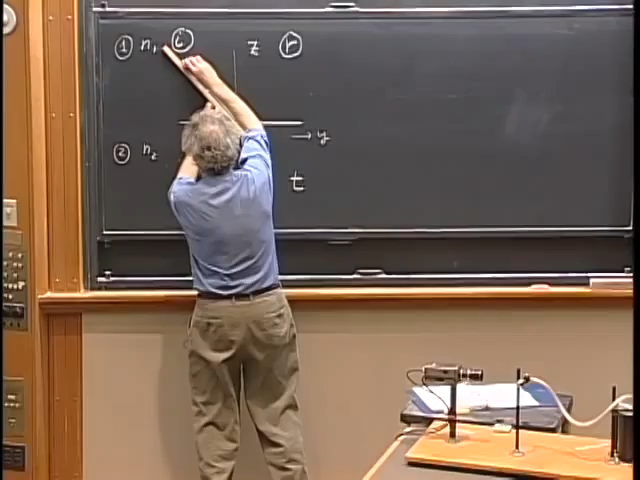 ① n₁ ⓘ z ⓡ
→ y
② n₂
t